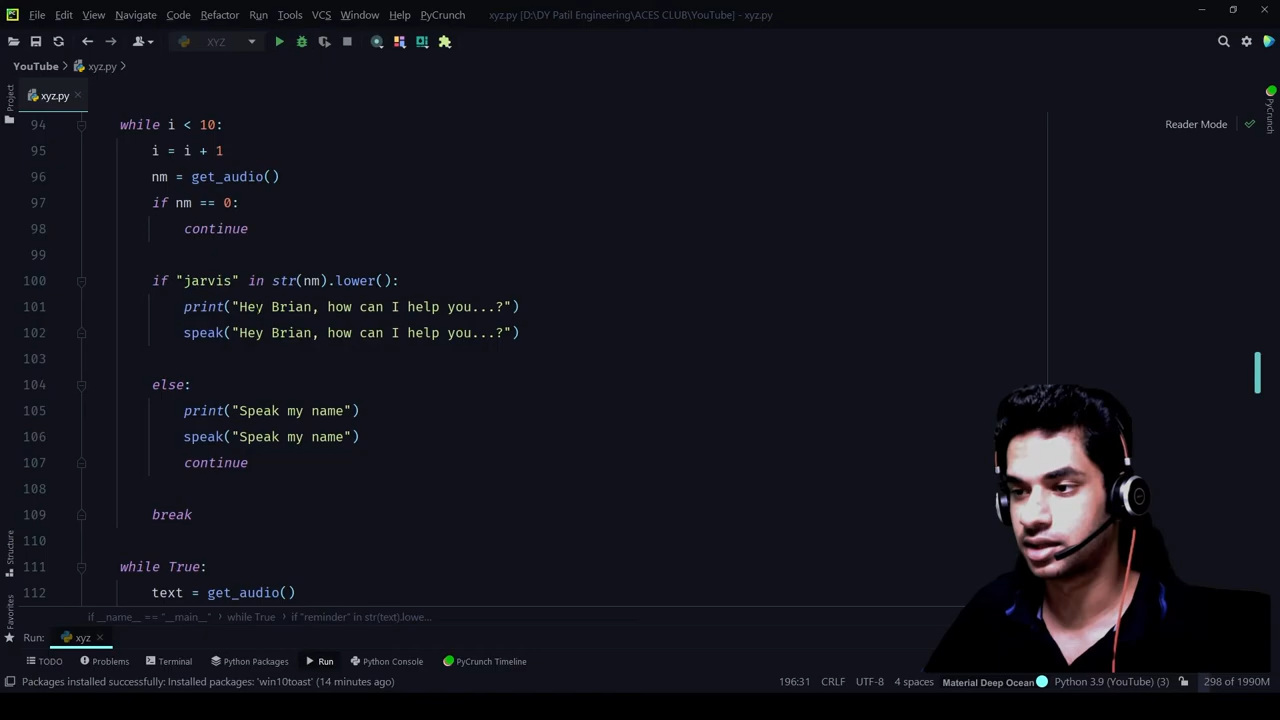 File Edit View Navigate Code Refactor Run Tools VCS Window Help PyCrunch xyz.py [D:\DY Patil Engineering\ACES CLUB\YouTube] - xyz.py
XYZ
YouTube xyz.py
Project
xyz.py
Reader Mode
PyCrunch
94 while i < 10:
95 i = i + 1
96 nm = get_audio()
97 if nm == 0:
98 continue
99
100 if "jarvis" in str(nm).lower():
101 print("Hey Brian, how can I help you...?")
102 speak("Hey Brian, how can I help you...?")
103
104 else:
105 print("Speak my name")
106 speak("Speak my name")
107 continue
108
109 break
110
111 while True:
112 text = get_audio()
Structure
Favorites
if __name__ == "__main__" while True if "reminder" in str(text).lowe...
Run: xyz
TODO Problems Terminal Python Packages Run Python Console PyCrunch Timeline
Packages installed successfully: Installed packages: 'win10toast' (14 minutes ago) 196:31 CRLF UTF-8 4 spaces Material Deep Ocean Python 3.9 (YouTube) (3) 298 of 1990M